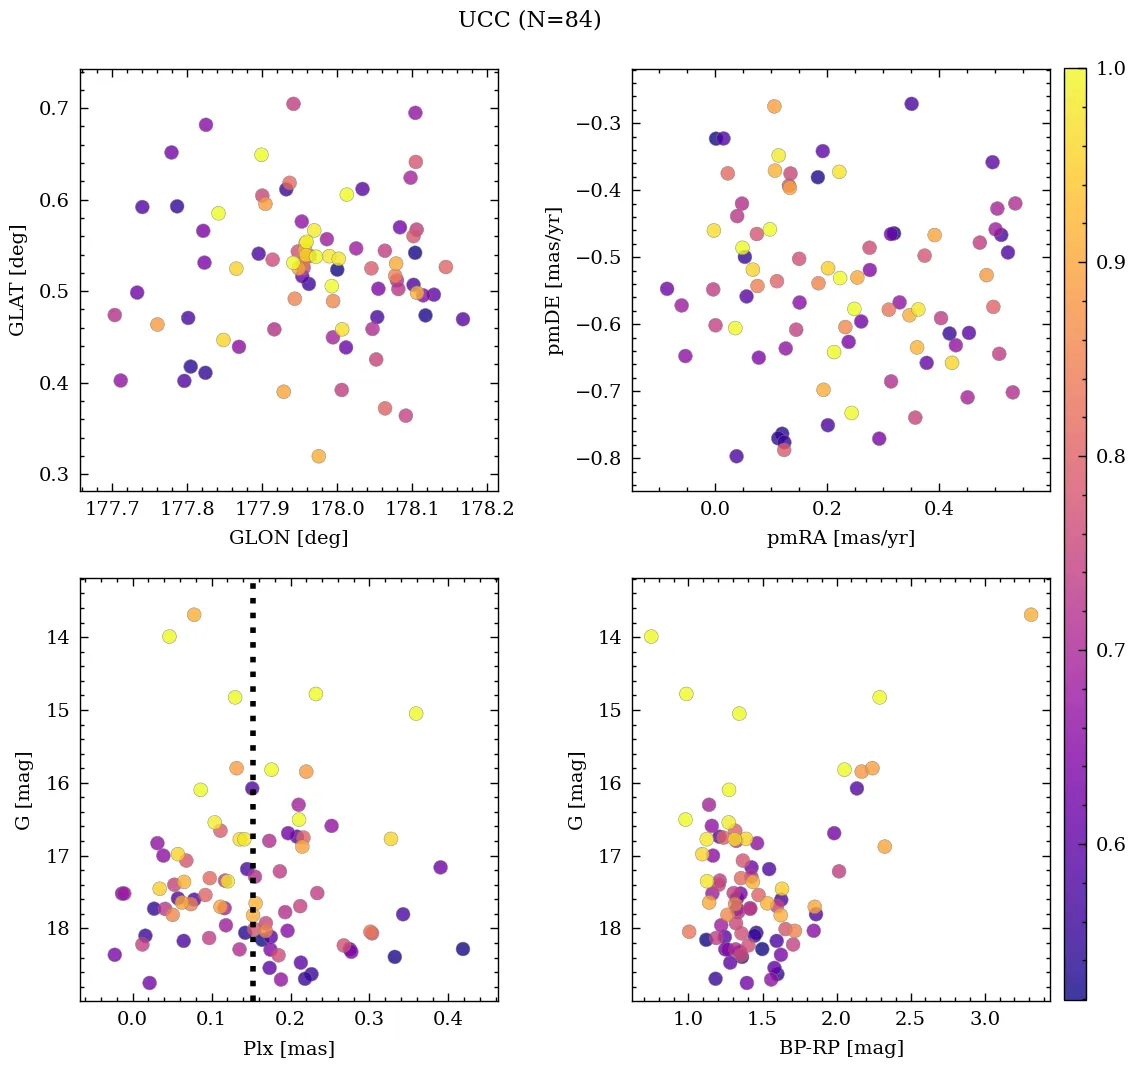 UCC (N=84)
0.7
0.6
0.5
0.4
0.3
GLAT [deg]
177.7 177.8 177.9 178.0 178.1 178.2
GLON [deg]
−0.3
−0.4
−0.5
−0.6
−0.7
−0.8
pmDE [mas/yr]
0.0 0.2 0.4
pmRA [mas/yr]
1.0
0.9
0.8
0.7
0.6
14
15
16
17
18
G [mag]
0.0 0.1 0.2 0.3 0.4
Plx [mas]
14
15
16
17
18
G [mag]
1.0 1.5 2.0 2.5 3.0
BP-RP [mag]